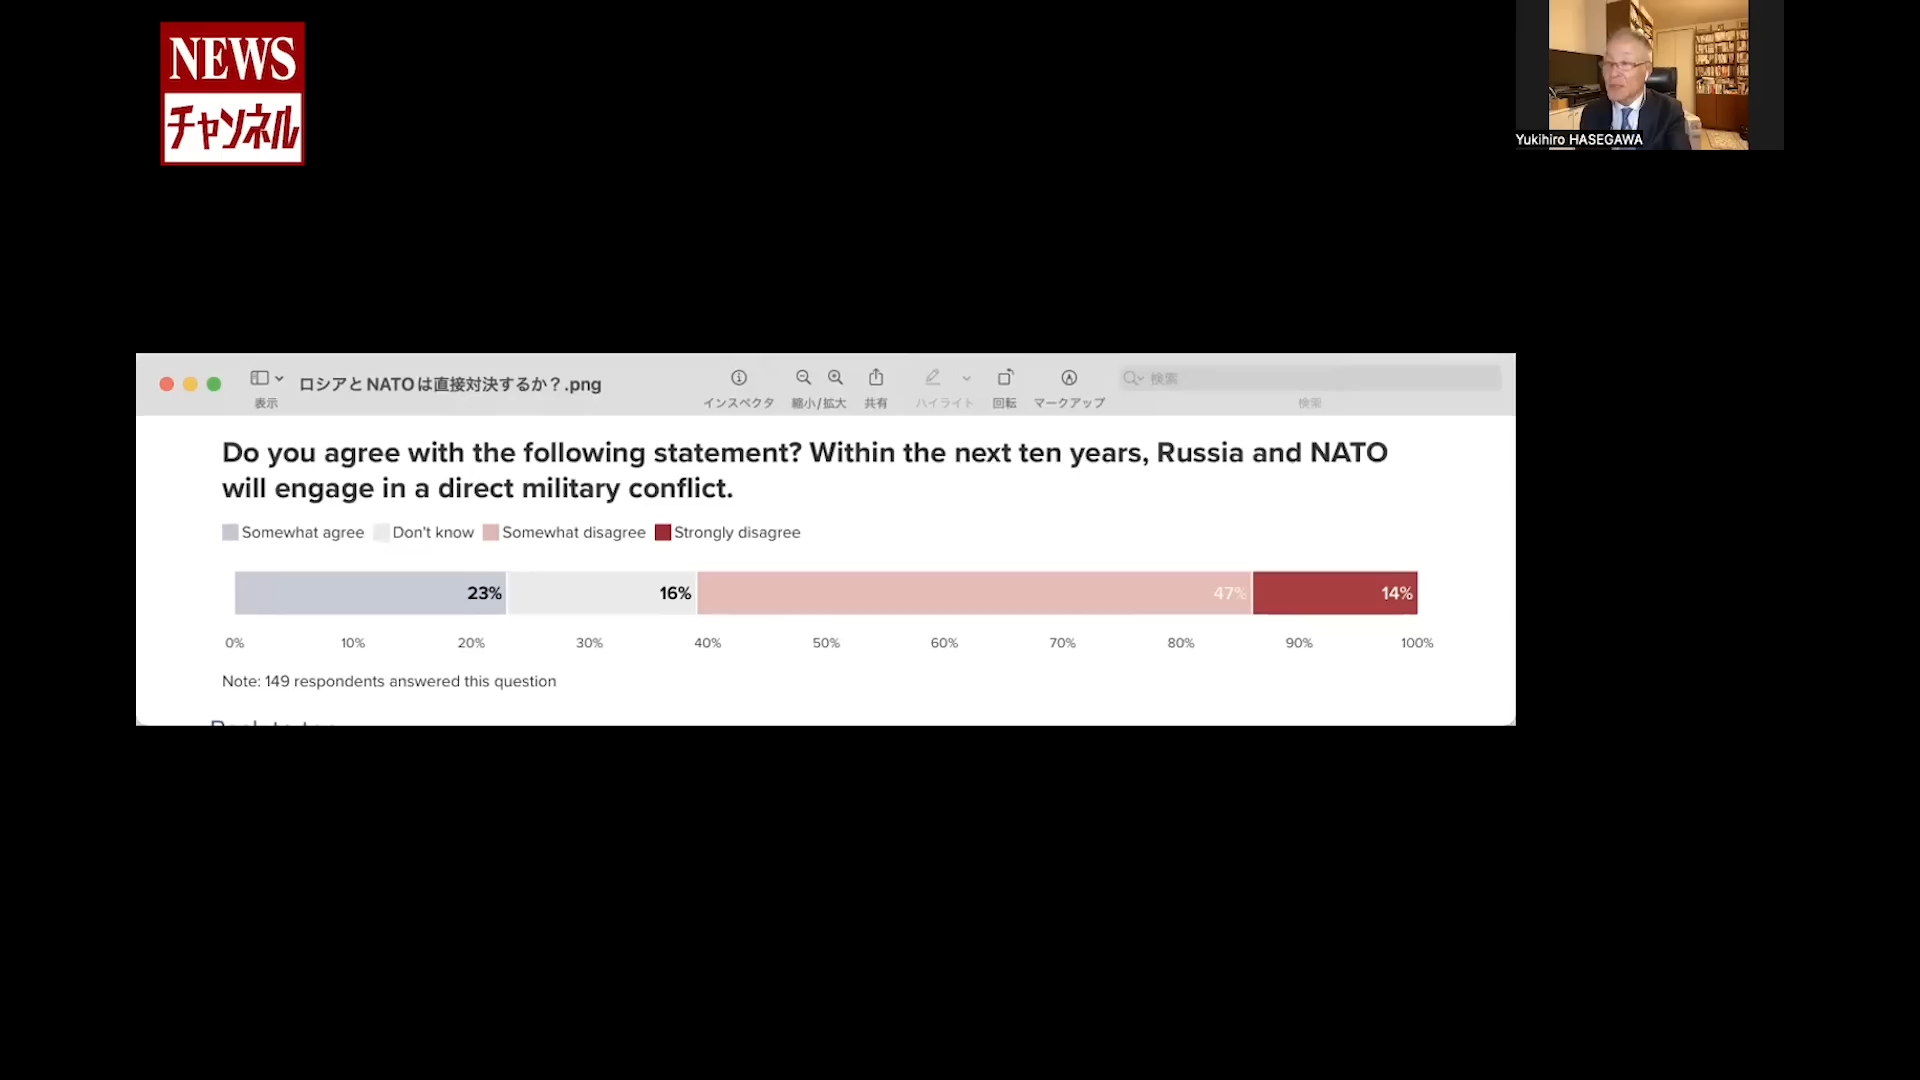 NEWS
チャンネル
Yukihiro HASEGAWA
ロシアとNATOは直接対決するか？.png
表示
インスペクタ
縮小/拡大
共有
ハイライト
回転
マークアップ
検索
検索
Do you agree with the following statement? Within the next ten years, Russia and NATO
will engage in a direct military conflict.
Somewhat agree Don't know Somewhat disagree Strongly disagree
23% 16% 47% 14%
0% 10% 20% 30% 40% 50% 60% 70% 80% 90% 100%
Note: 149 respondents answered this question